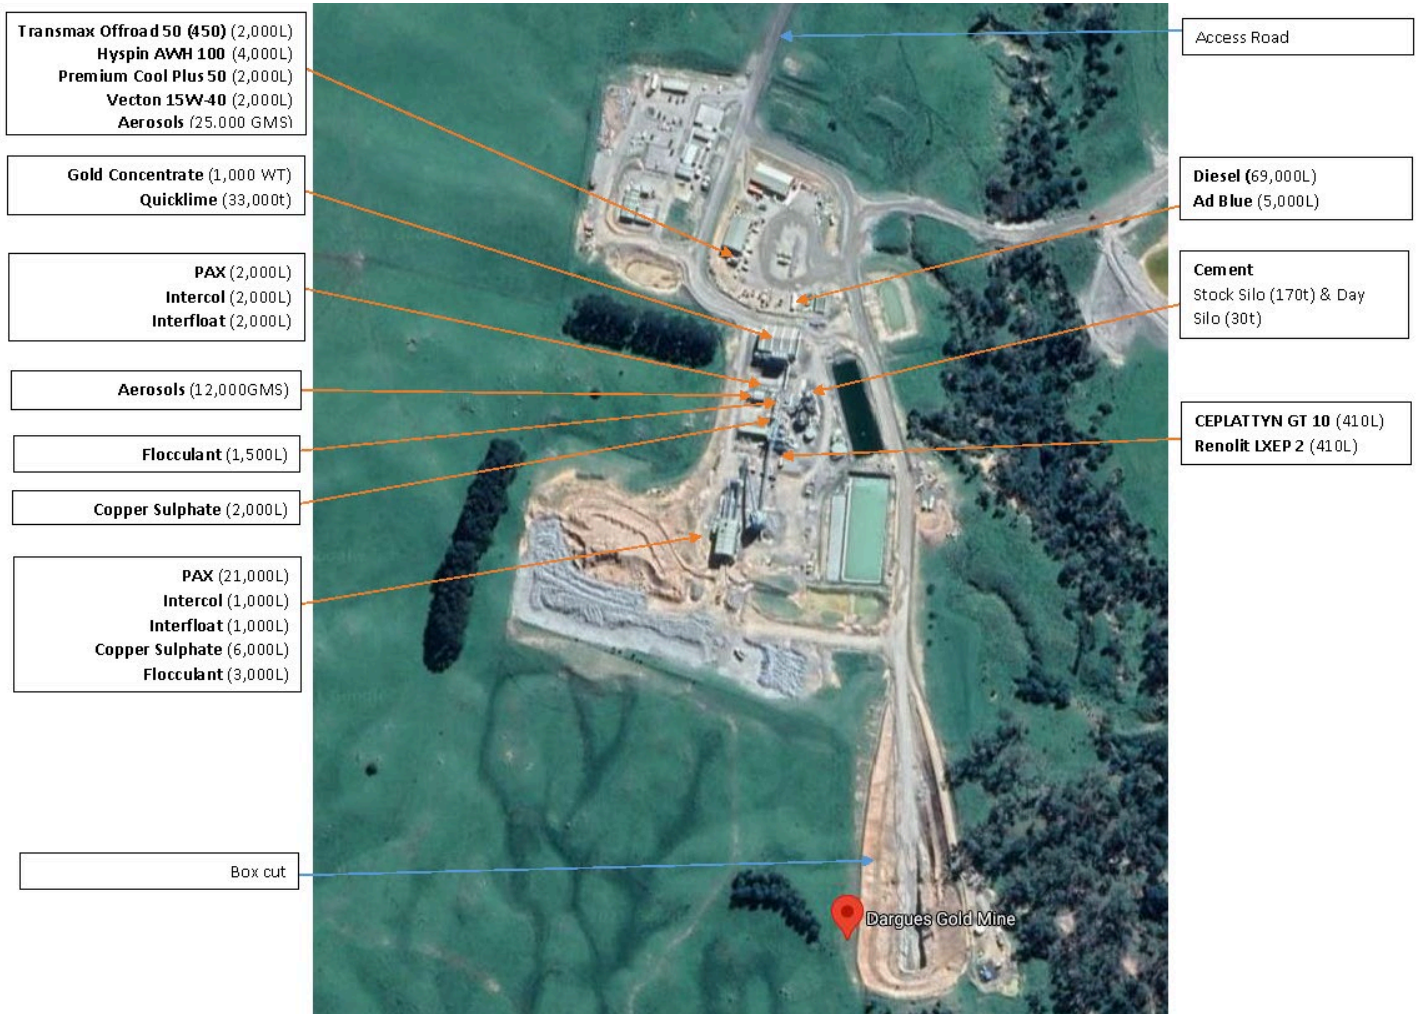 Transmax Offroad 50 (450) (2,000L)
Hyspin AWH 100 (4,000L)
Premium Cool Plus 50 (2,000L)
Vecton 15W-40 (2,000L)
Aerosols (25.000 GMS)
Gold Concentrate (1,000 WT)
Quicklime (33,000t)
PAX (2,000L)
Intercol (2,000L)
Interfloat (2,000L)
Aerosols (12,000GMS)
Flocculant (1,500L)
Copper Sulphate (2,000L)
PAX (21,000L)
Intercol (1,000L)
Interfloat (1,000L)
Copper Sulphate (6,000L)
Flocculant (3,000L)
Box cut
Access Road
Diesel (69,000L)
Ad Blue (5,000L)
Cement
Stock Silo (170t) & Day
Silo (30t)
CEPLATTYN GT 10 (410L)
Renolit LXEP 2 (410L)
Dargues Gold Mine